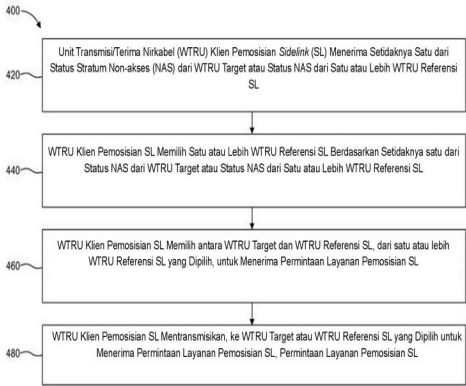 400
Unit Transmisi/Terima Nirkabel (WTRU) Klien Pemosisian Sidelink (SL) Menerima Setidaknya Satu dari
Status Stratum Non-akses (NAS) dari WTRU Target atau Status NAS dari Satu atau Lebih WTRU Referensi
SL
420
WTRU Klien Pemosisian SL Memilih Satu atau Lebih WTRU Referensi SL Berdasarkan Setidaknya satu dari
Status NAS dari WTRU Target atau Status NAS dari Satu atau Lebih WTRU Referensi SL
440
WTRU Klien Pemosisian SL Memilih antara WTRU Target dan WTRU Referensi SL, dari satu atau lebih
WTRU Referensi SL yang Dipilih, untuk Menerima Permintaan Layanan Pemosisian SL
460
WTRU Klien Pemosisian SL Mentransmisikan, ke WTRU Target atau WTRU Referensi SL yang Dipilih untuk
Menerima Permintaan Layanan Pemosisian SL, Permintaan Layanan Pemosisian SL
480